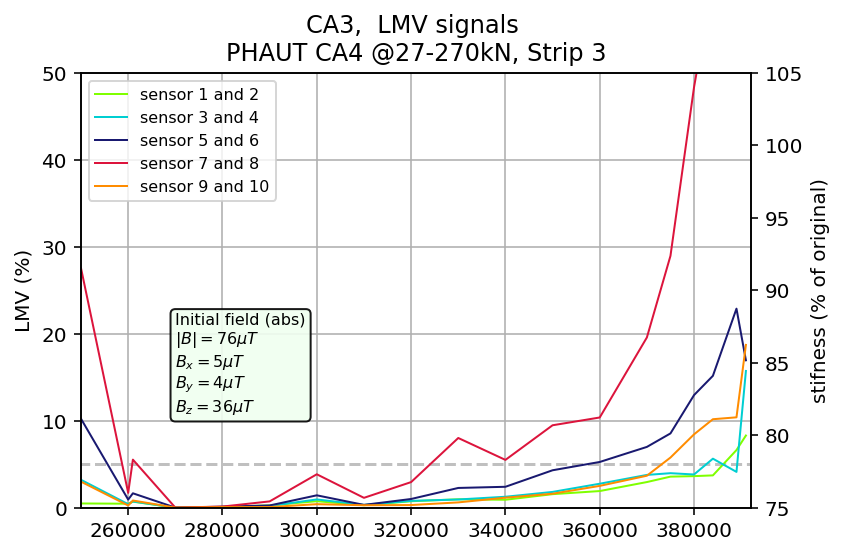 CA3,  LMV signals
PHAUT CA4 @27-270kN, Strip 3
sensor 1 and 2
sensor 3 and 4
sensor 5 and 6
sensor 7 and 8
sensor 9 and 10
Initial field (abs)
|B| = 76μT
Bx = 5μT
By = 4μT
Bz = 36μT
LMV (%)
50
40
30
20
10
0
stifness (% of original)
105
100
95
90
85
80
75
260000 280000 300000 320000 340000 360000 380000